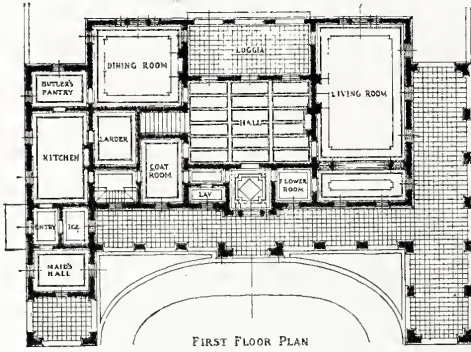 DINING ROOM
LOGGIA
LIVING ROOM
BUTLER'S
PANTRY
HALL
KITCHEN
LARDER
COAT
ROOM
FLOWER
ROOM
LAV
ENTRY
ICE
MAID'S
HALL
FIRST FLOOR PLAN